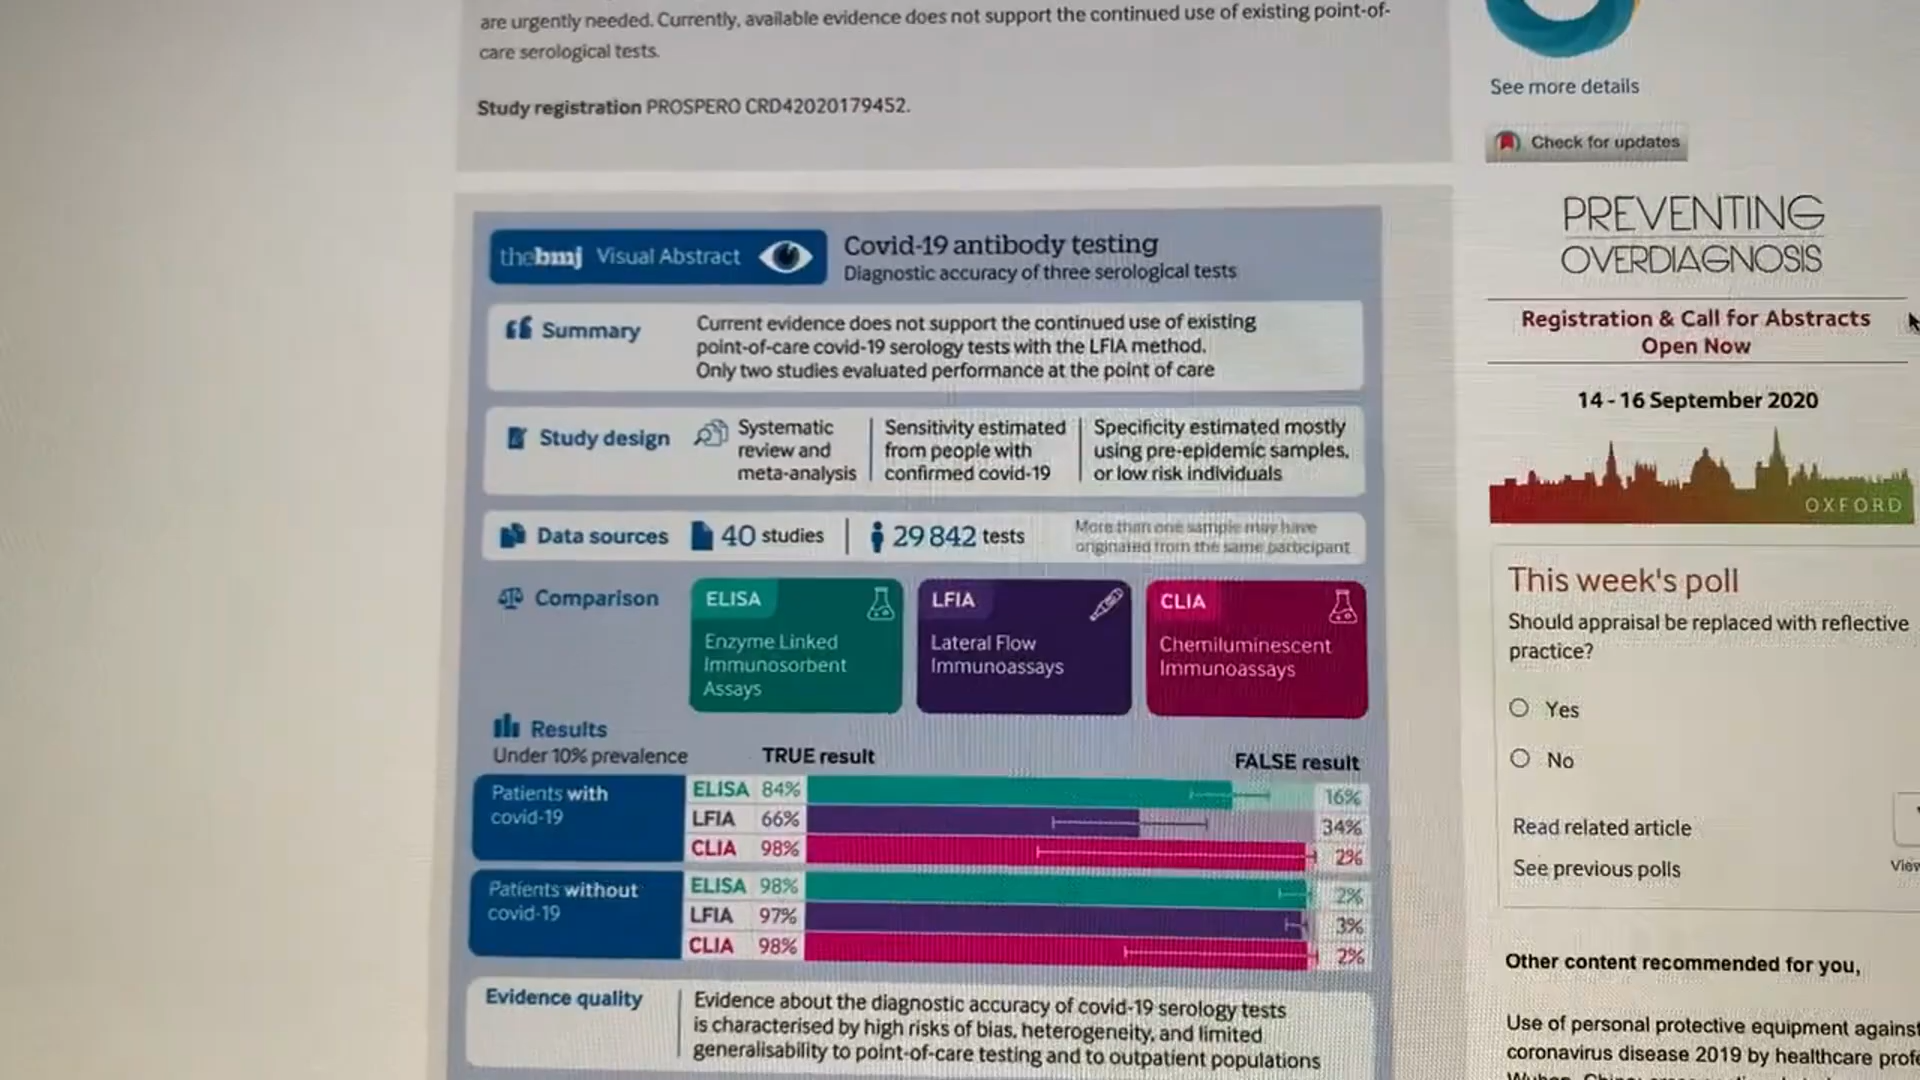 are urgently needed. Currently, available evidence does not support the continued use of existing point-of-
care serological tests.
Study registration PROSPERO CRD42020179452.
thebmj Visual Abstract
Covid-19 antibody testing
Diagnostic accuracy of three serological tests
Summary
Current evidence does not support the continued use of existing
point-of-care covid-19 serology tests with the LFIA method.
Only two studies evaluated performance at the point of care
Study design
Systematic
review and
meta-analysis
Sensitivity estimated
from people with
confirmed covid-19
Specificity estimated mostly
using pre-epidemic samples,
or low risk individuals
Data sources
40 studies
29 842 tests
More than one sample may have
originated from the same participant
Comparison
ELISA
Enzyme Linked
Immunosorbent
Assays
LFIA
Lateral Flow
Immunoassays
CLIA
Chemiluminescent
Immunoassays
Results
Under 10% prevalence
TRUE result
FALSE result
Patients with
covid-19
ELISA 84% 16%
LFIA 66% 34%
CLIA 98% 2%
Patients without
covid-19
ELISA 98% 2%
LFIA 97% 3%
CLIA 98% 2%
Evidence quality
Evidence about the diagnostic accuracy of covid-19 serology tests
is characterised by high risks of bias, heterogeneity, and limited
generalisability to point-of-care testing and to outpatient populations
See more details
Check for updates
PREVENTING
OVERDIAGNOSIS
Registration & Call for Abstracts
Open Now
14 - 16 September 2020
OXFORD
This week's poll
Should appraisal be replaced with reflective
practice?
Yes
No
Read related article
See previous polls
View
Other content recommended for you,
Use of personal protective equipment against
coronavirus disease 2019 by healthcare profe